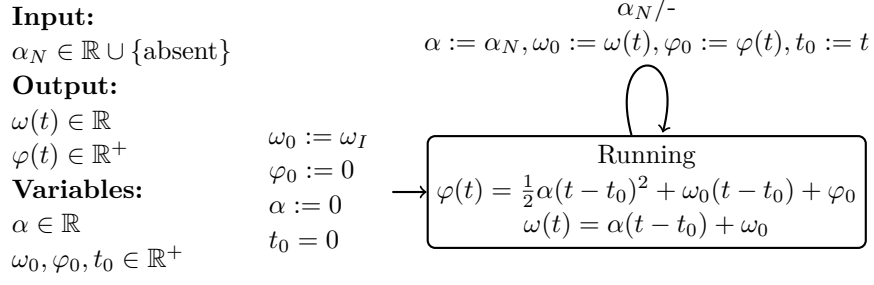 Input:
α_N ∈ ℝ ∪ {absent}
Output:
ω(t) ∈ ℝ
φ(t) ∈ ℝ⁺
Variables:
α ∈ ℝ
ω₀, φ₀, t₀ ∈ ℝ⁺
ω₀ := ω_I
φ₀ := 0
α := 0
t₀ = 0
α_N/-
α := α_N, ω₀ := ω(t), φ₀ := φ(t), t₀ := t
Running
φ(t) = ½α(t − t₀)² + ω₀(t − t₀) + φ₀
ω(t) = α(t − t₀) + ω₀